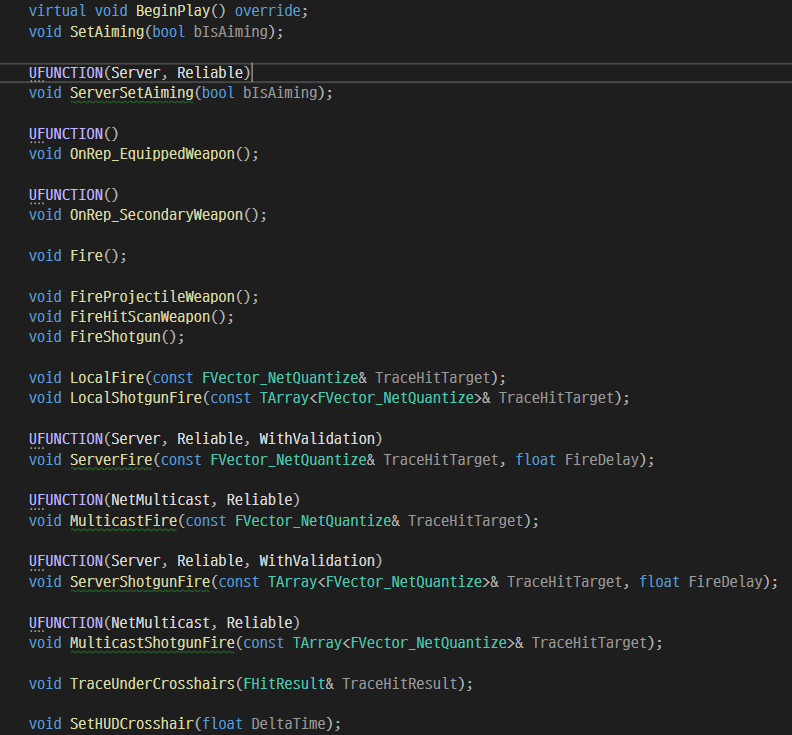 virtual void BeginPlay() override;
void SetAiming(bool bIsAiming);
UFUNCTION(Server, Reliable)
void ServerSetAiming(bool bIsAiming);
UFUNCTION()
void OnRep_EquippedWeapon();
UFUNCTION()
void OnRep_SecondaryWeapon();
void Fire();
void FireProjectileWeapon();
void FireHitScanWeapon();
void FireShotgun();
void LocalFire(const FVector_NetQuantize& TraceHitTarget);
void LocalShotgunFire(const TArray<FVector_NetQuantize>& TraceHitTarget);
UFUNCTION(Server, Reliable, WithValidation)
void ServerFire(const FVector_NetQuantize& TraceHitTarget, float FireDelay);
UFUNCTION(NetMulticast, Reliable)
void MulticastFire(const FVector_NetQuantize& TraceHitTarget);
UFUNCTION(Server, Reliable, WithValidation)
void ServerShotgunFire(const TArray<FVector_NetQuantize>& TraceHitTarget, float FireDelay);
UFUNCTION(NetMulticast, Reliable)
void MulticastShotgunFire(const TArray<FVector_NetQuantize>& TraceHitTarget);
void TraceUnderCrosshairs(FHitResult& TraceHitResult);
void SetHUDCrosshair(float DeltaTime);